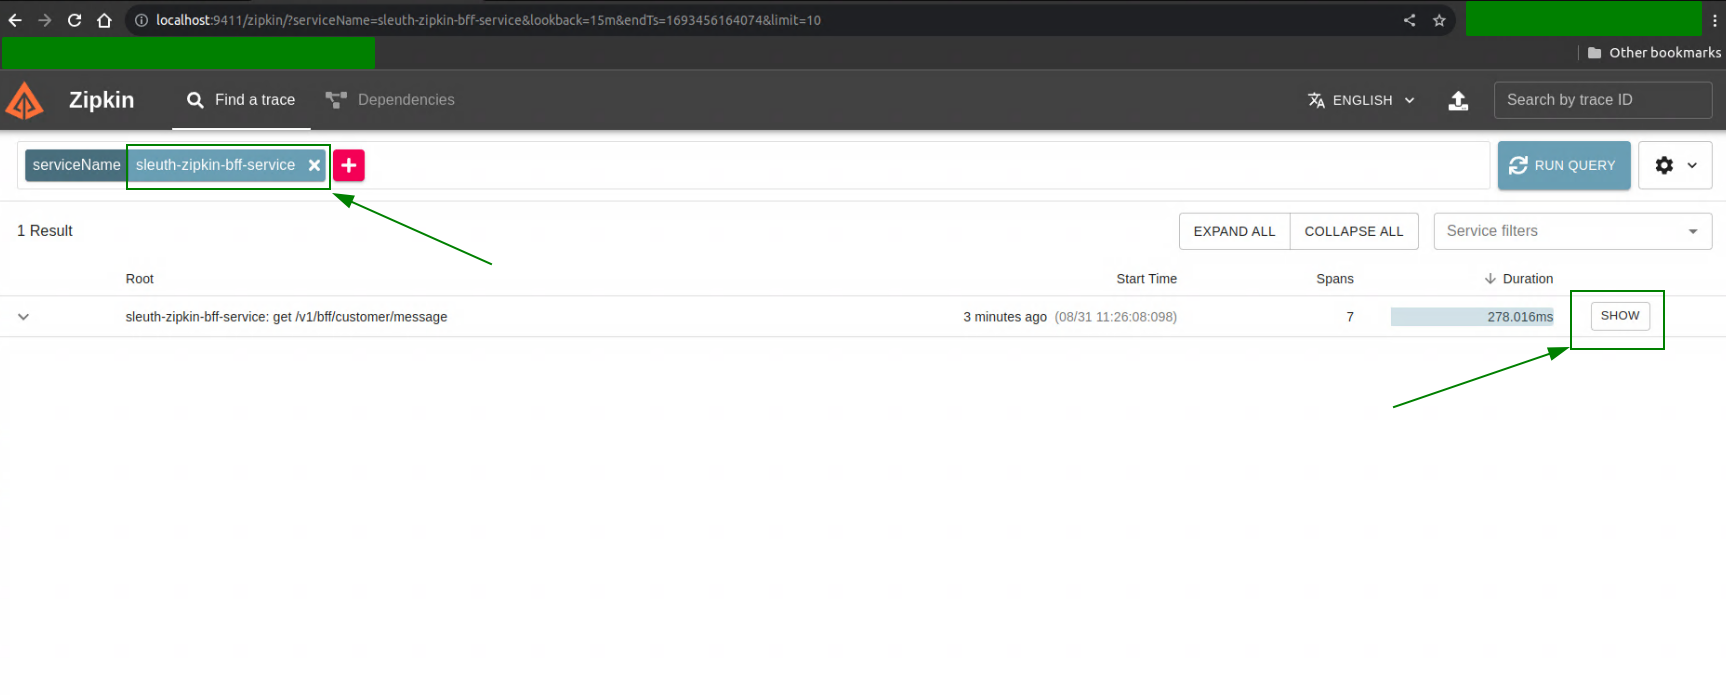 localhost:9411/zipkin/?serviceName=sleuth-zipkin-bff-service&lookback=15m&endTs=1693456164074&limit=10
Other bookmarks
Zipkin Find a trace Dependencies ENGLISH Search by trace ID
serviceName sleuth-zipkin-bff-service RUN QUERY
1 Result EXPAND ALL COLLAPSE ALL Service filters
Root Start Time Spans Duration
sleuth-zipkin-bff-service: get /v1/bff/customer/message 3 minutes ago (08/31 11:26:08:098) 7 278.016ms SHOW